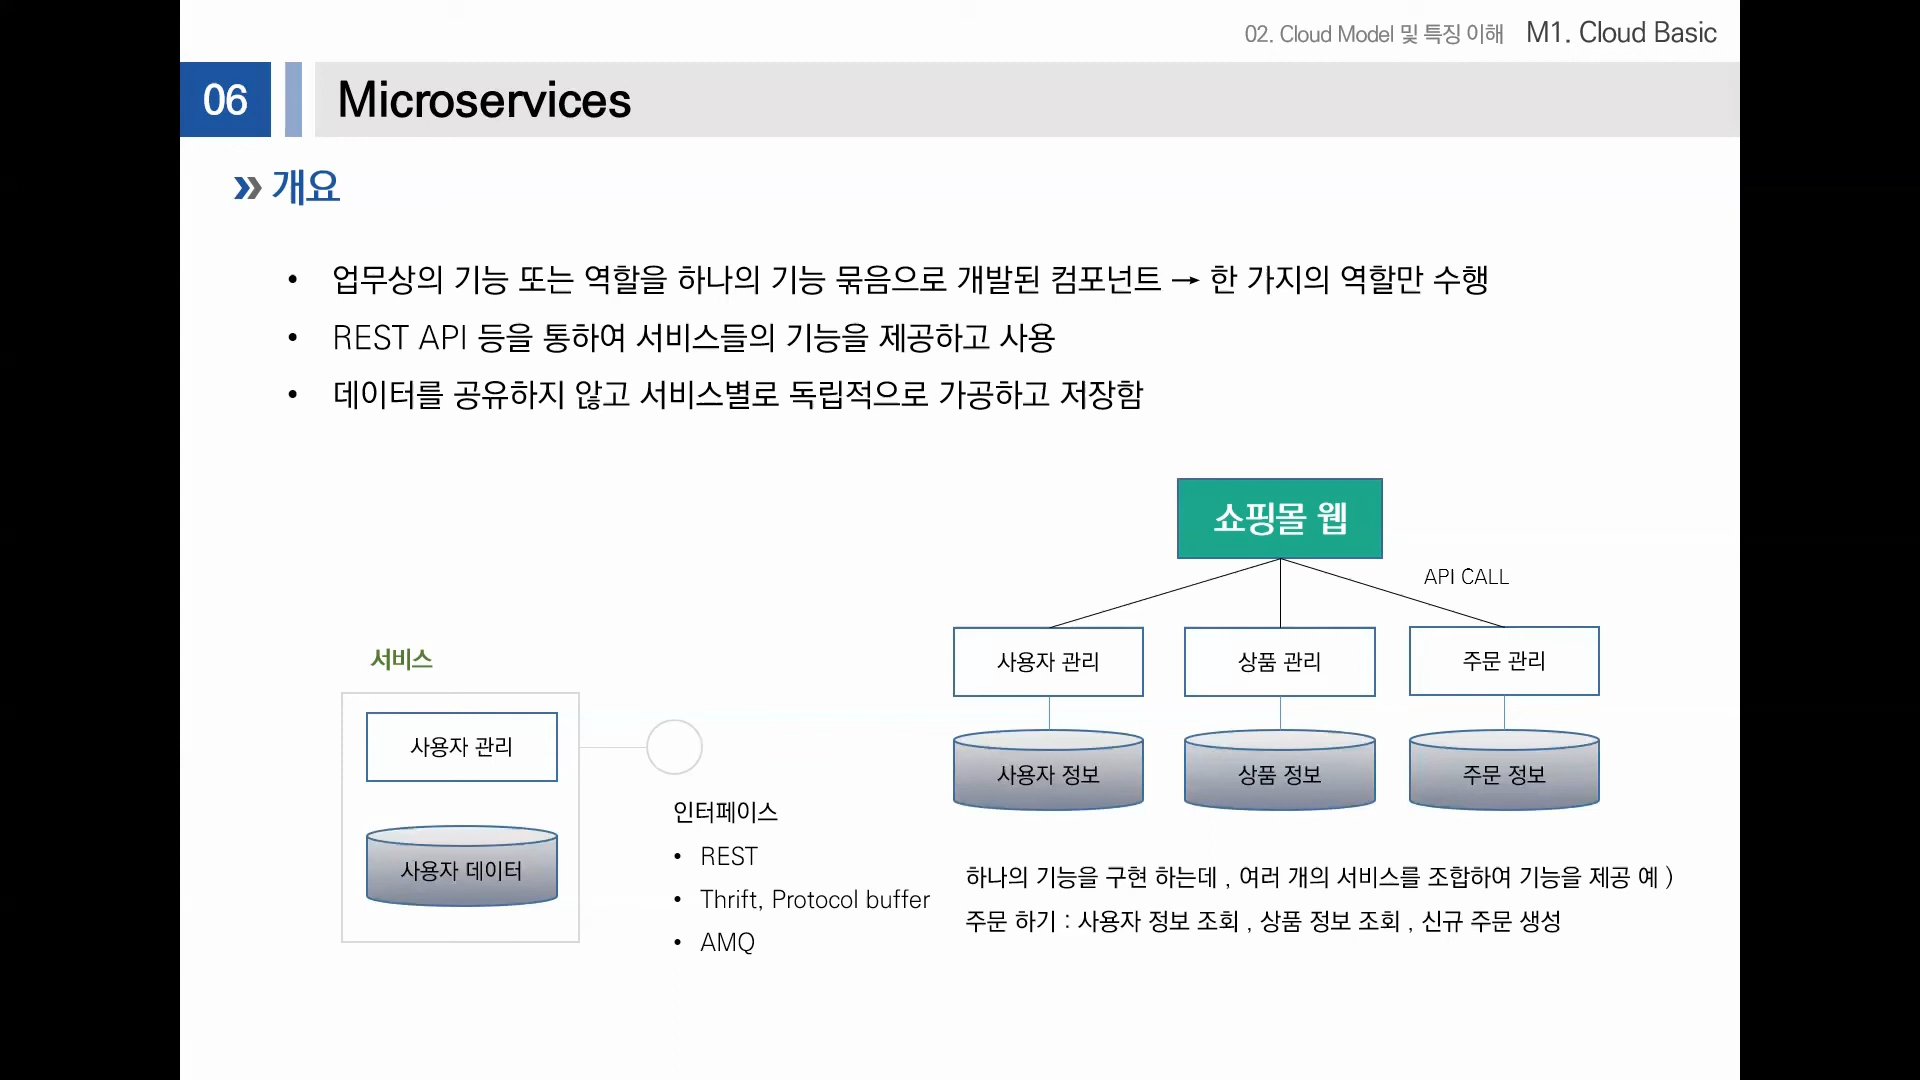 02. Cloud Model 및 특징 이해 M1. Cloud Basic
06 Microservices
개요
• 업무상의 기능 또는 역할을 하나의 기능 묶음으로 개발된 컴포넌트 → 한 가지의 역할만 수행
• REST API 등을 통하여 서비스들의 기능을 제공하고 사용
• 데이터를 공유하지 않고 서비스별로 독립적으로 가공하고 저장함
서비스
사용자 관리
사용자 데이터
인터페이스
• REST
• Thrift, Protocol buffer
• AMQ
쇼핑몰 웹
API CALL
사용자 관리 상품 관리 주문 관리
사용자 정보 상품 정보 주문 정보
하나의 기능을 구현 하는데 , 여러 개의 서비스를 조합하여 기능을 제공 예 )
주문 하기 : 사용자 정보 조회 , 상품 정보 조회 , 신규 주문 생성